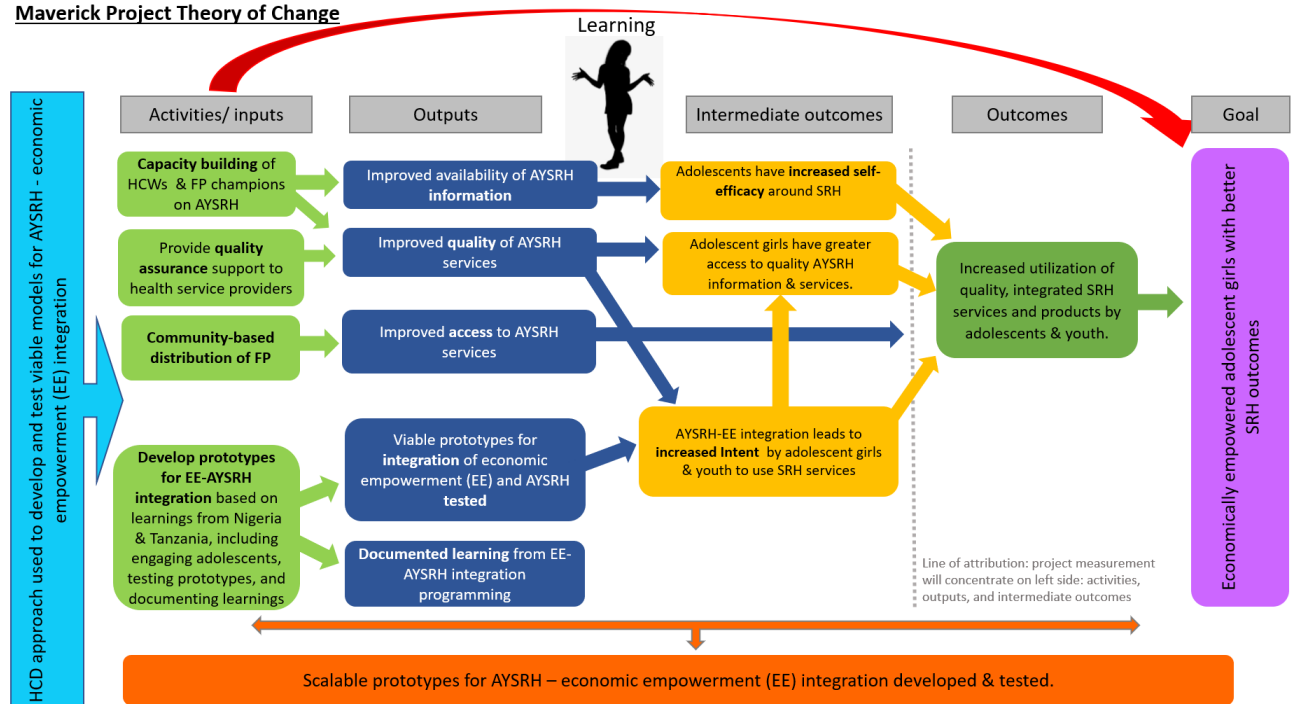 Maverick Project Theory of Change
Learning
Activities/ inputs
Outputs
Intermediate outcomes
Outcomes
Goal
HCD approach used to develop and test viable models for AYSRH - economic
empowerment (EE) integration
Capacity building of
HCWs & FP champions
on AYSRH
Provide quality
assurance support to
health service providers
Community-based
distribution of FP
Develop prototypes
for EE-AYSRH
integration based on
learnings from Nigeria
& Tanzania, including
engaging adolescents,
testing prototypes, and
documenting learnings
Improved availability of AYSRH
information
Improved quality of AYSRH
services
Improved access to AYSRH
services
Viable prototypes for
integration of economic
empowerment (EE) and AYSRH
tested
Documented learning from EE-
AYSRH integration
programming
Adolescents have increased self-
efficacy around SRH
Adolescent girls have greater
access to quality AYSRH
information & services.
AYSRH-EE integration leads to
increased Intent by adolescent girls
& youth to use SRH services
Increased utilization of
quality, integrated SRH
services and products by
adolescents & youth.
Line of attribution: project measurement
will concentrate on left side: activities,
outputs, and intermediate outcomes
Economically empowered adolescent girls with better
SRH outcomes
Scalable prototypes for AYSRH – economic empowerment (EE) integration developed & tested.